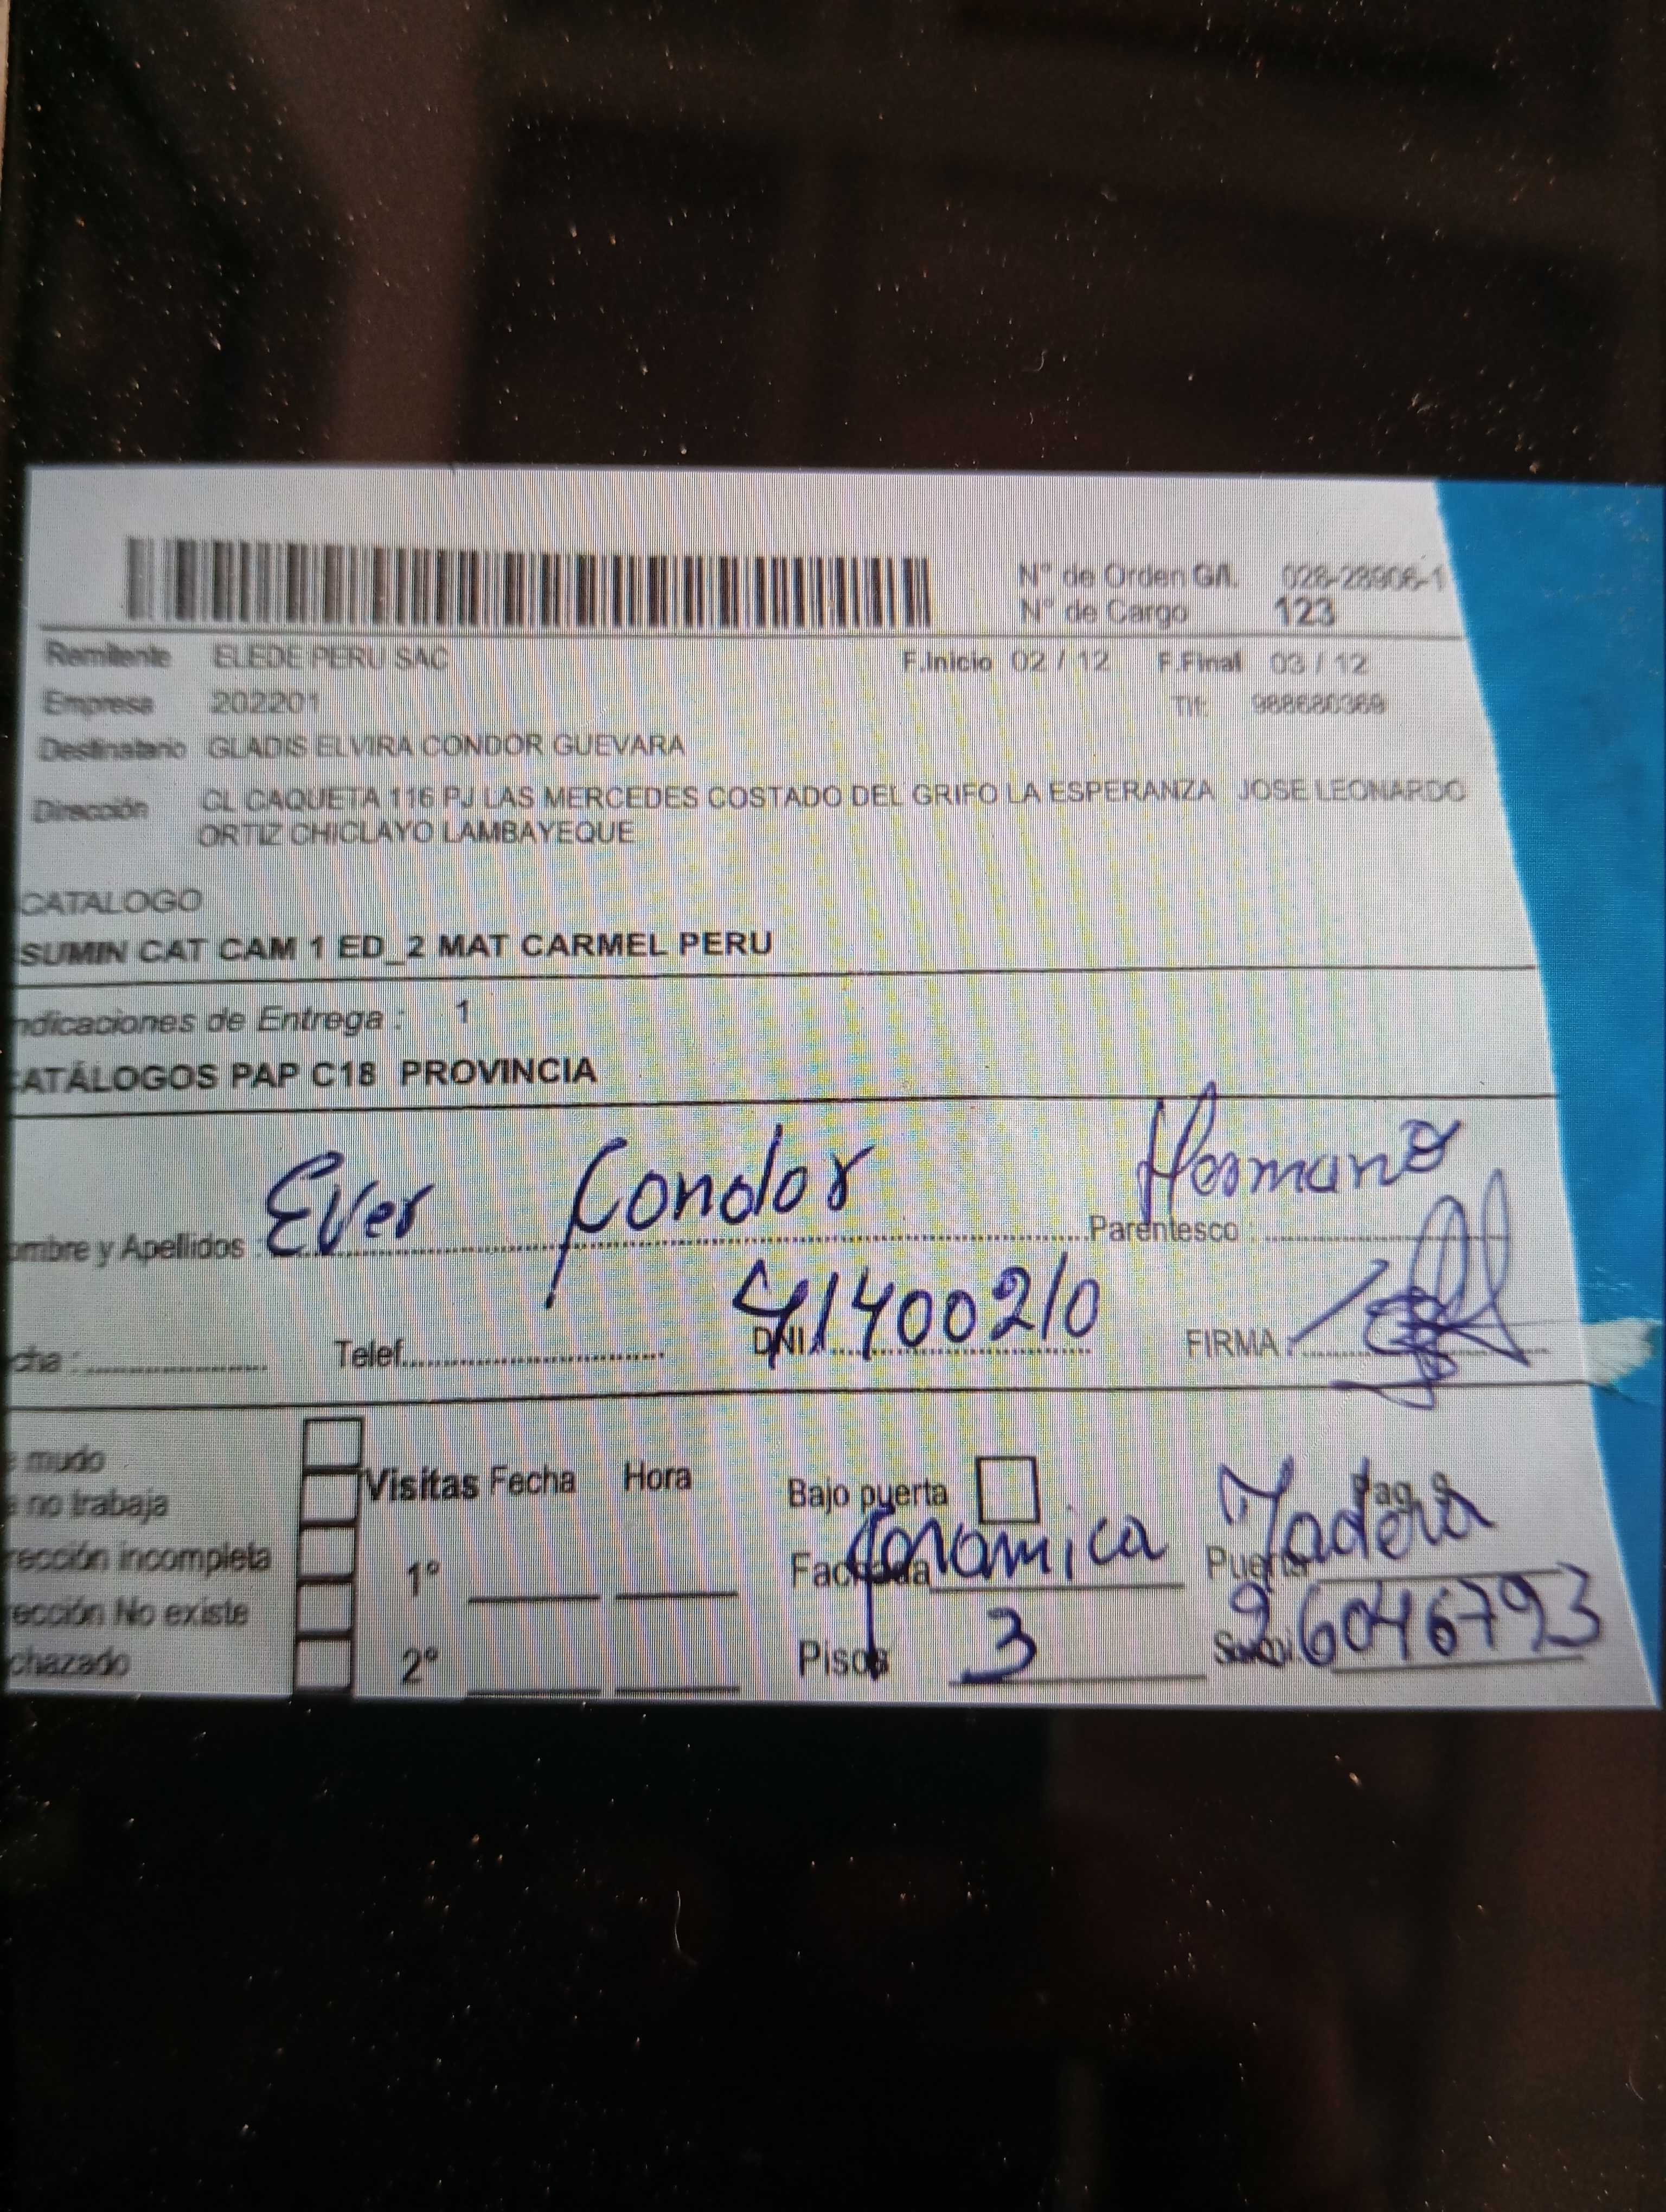 N° de Orden G/I. 028-28906-1
N° de Cargo 123
Remitente ELEDE PERU SAC F.Inicio 02 / 12 F.Final 03 / 12
Empresa 202201 Tlf:
Destinatario GLADIS ELVIRA CONDOR GUEVARA
Dirección CL CAQUETA 116 PJ LAS MERCEDES COSTADO DEL GRIFO LA ESPERANZA JOSE LEONARDO
ORTIZ CHICLAYO LAMBAYEQUE
CATALOGO
SUMIN CAT CAM 1 ED_2 MAT CARMEL PERU
ndicaciones de Entrega : 1
ATÁLOGOS PAP C18 PROVINCIA
ombre y Apellidos : Ever Condor Parentesco : Hermano
cha : Telef. DNI 41400210 FIRMA :
mudo
no trabaja Visitas Fecha Hora Bajo puerta
rección incompleta 1° Fachada Puerta Madera
ección No existe
chazado 2° Pisos 3 96046793